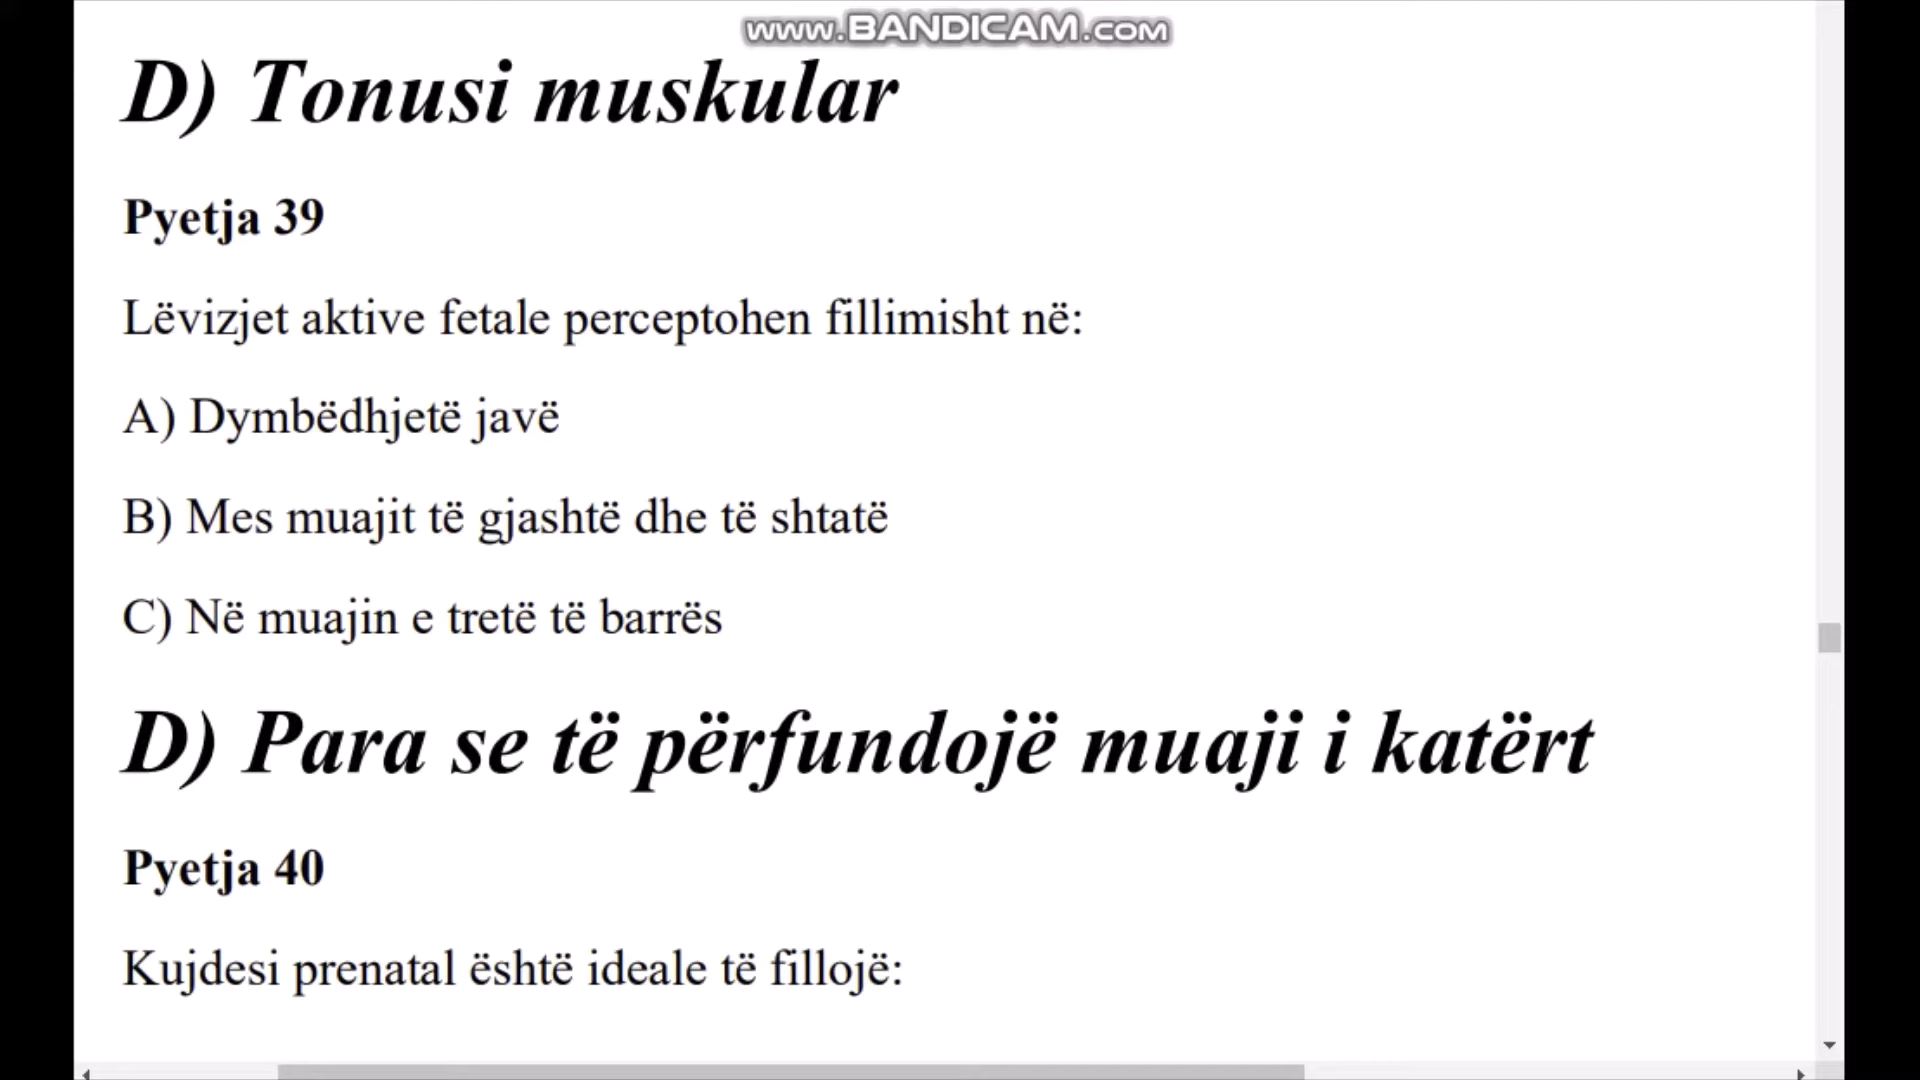 www.BANDICAM.com
D) Tonusi muskular
Pyetja 39
Lëvizjet aktive fetale perceptohen fillimisht në:
A) Dymbëdhjetë javë
B) Mes muajit të gjashtë dhe të shtatë
C) Në muajin e tretë të barrës
D) Para se të përfundojë muaji i katërt
Pyetja 40
Kujdesi prenatal është ideale të fillojë: